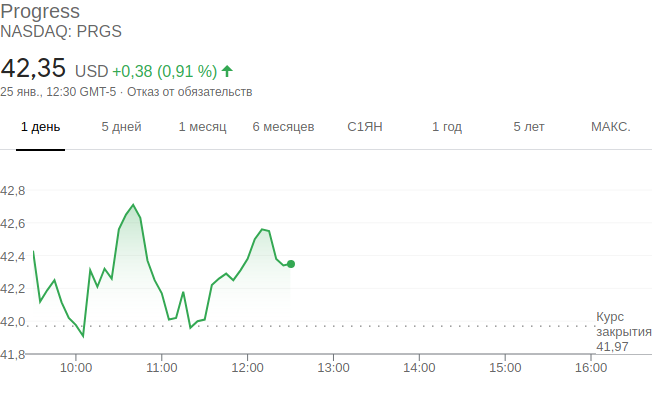 Progress
NASDAQ: PRGS
42,35 USD +0,38 (0,91 %)
25 янв., 12:30 GMT-5 · Отказ от обязательств
1 день 5 дней 1 месяц 6 месяцев С1ЯН 1 год 5 лет МАКС.
42,8
42,6
42,4
42,2
42,0
41,8
Курс
закрытия
41,97
10:00 11:00 12:00 13:00 14:00 15:00 16:00